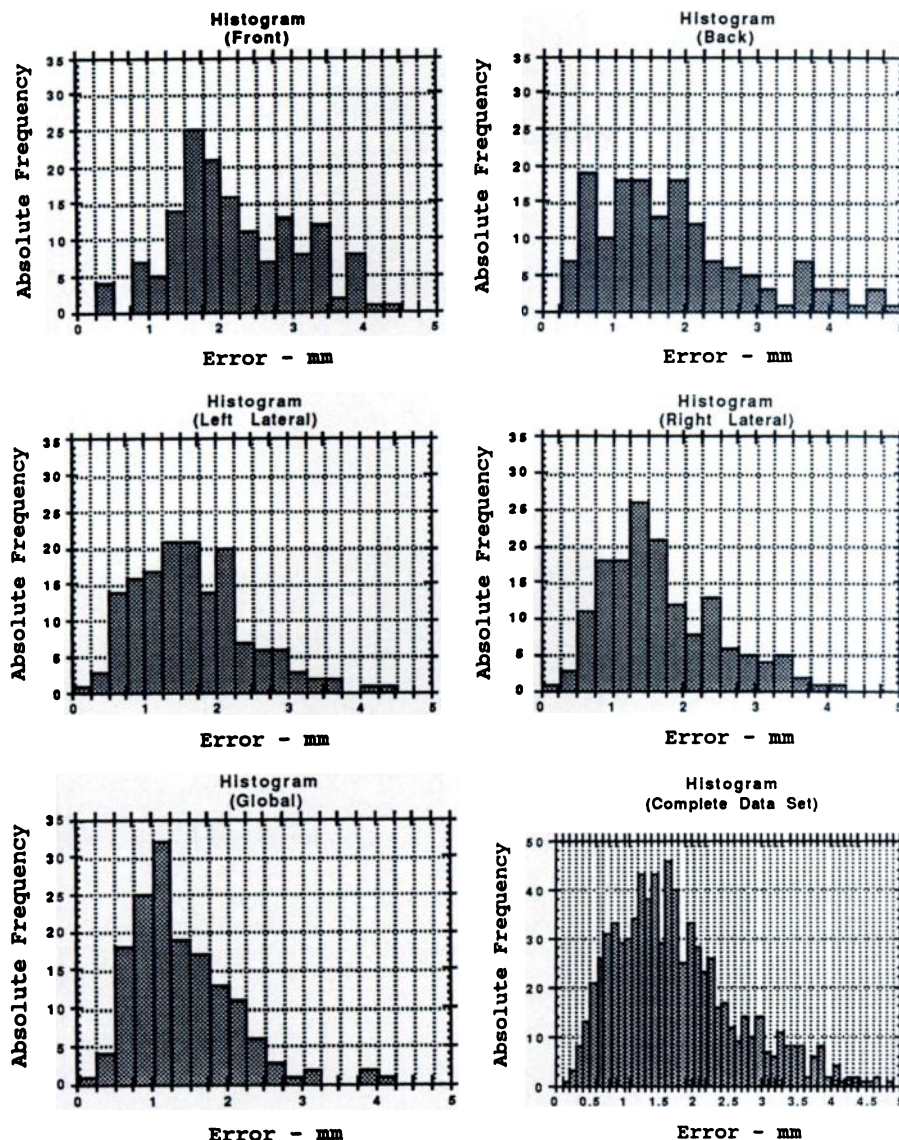 Histogram
(Front)
Absolute Frequency
35
30
25
20
15
10
5
0
0 1 2 3 4 5
Error - mm
Histogram
(Back)
Absolute Frequency
35
30
25
20
15
10
5
0
0 1 2 3 4
Error - mm
Histogram
(Left Lateral)
Absolute Frequency
35
30
25
20
15
10
5
0
0 1 2 3 4 5
Error - mm
Histogram
(Right Lateral)
Absolute Frequency
35
30
25
20
15
10
5
0
0 1 2 3 4 5
Error - mm
Histogram
(Global)
Absolute Frequency
35
30
25
20
15
10
5
0
0 1 2 3 4 5
Error - mm
Histogram
(Complete Data Set)
Absolute Frequency
50
40
30
20
10
0
0 0.5 1 1.5 2 2.5 3 3.5 4 4.5 5
Error - mm